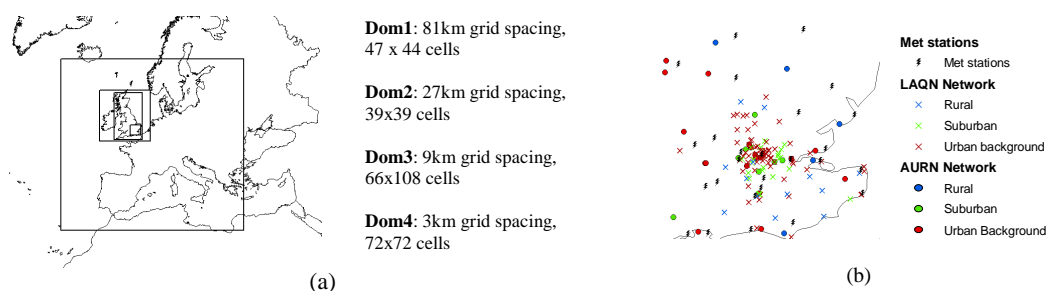 Dom1: 81km grid spacing,
47 x 44 cells
Dom2: 27km grid spacing,
39x39 cells
Dom3: 9km grid spacing,
66x108 cells
Dom4: 3km grid spacing,
72x72 cells
(a)
Met stations
Met stations
LAQN Network
Rural
Suburban
Urban background
AURN Network
Rural
Suburban
Urban Background
(b)